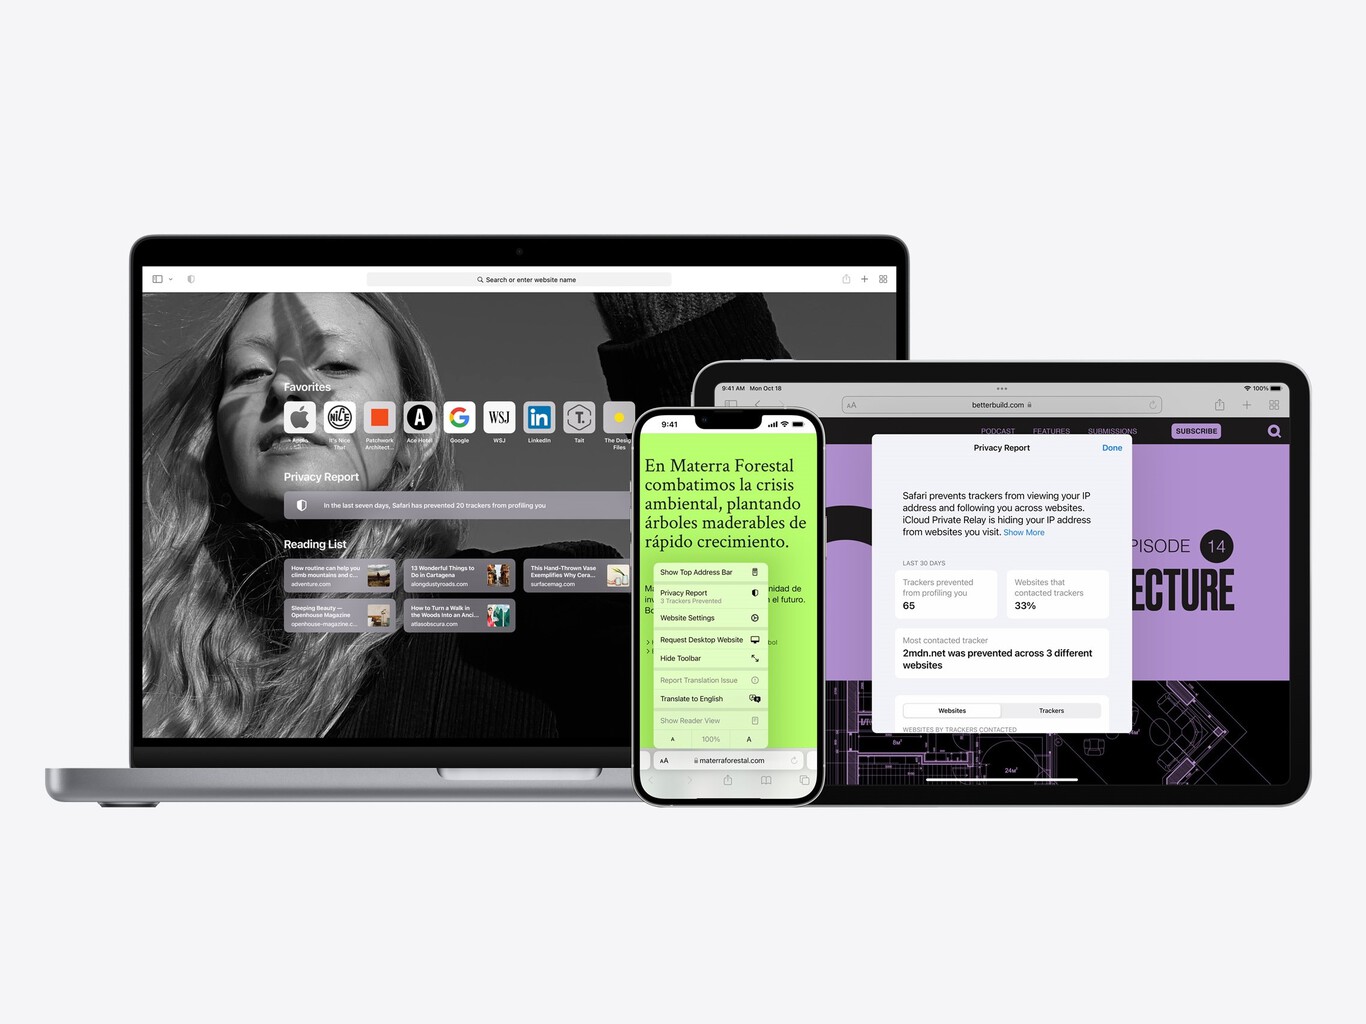 Search or enter website name
Favorites
Apple
It's Nice That
Patchwork Architect...
Ace Hotel
Google
WSJ
LinkedIn
Tait
The Design Files
NiCE
A
WSJ
in
T.
Privacy Report
In the last seven days, Safari has prevented 20 trackers from profiling you
Reading List
How routine can help you
climb mountains and c...
adventure.com
13 Wonderful Things to
Do in Cartagena
alongdustyroads.com
This Hand-Thrown Vase
Exemplifies Why Cera...
surfacemag.com
Sleeping Beauty —
Openhouse Magazine
openhouse-magazine.c...
How to Turn a Walk in
the Woods Into an Anci...
atlasobscura.com
9:41
En Materra Forestal
combatimos la crisis
ambiental, plantando
árboles maderables de
rápido crecimiento.
Show Top Address Bar
Privacy Report
3 Trackers Prevented
Website Settings
Request Desktop Website
Hide Toolbar
Report Translation Issue
Translate to English
Show Reader View
A 100% A
el futuro.
AA materraforestal.com
9:41 AM Mon Oct 18
100%
AA betterbuild.com
PODCAST FEATURES SUBMISSIONS SUBSCRIBE
PISODE 14
ECTURE
Privacy Report Done
Safari prevents trackers from viewing your IP
address and following you across websites.
iCloud Private Relay is hiding your IP address
from websites you visit. Show More
LAST 30 DAYS
Trackers prevented
from profiling you
65
Websites that
contacted trackers
33%
Most contacted tracker
2mdn.net was prevented across 3 different
websites
Websites Trackers
WEBSITES BY TRACKERS CONTACTED
8м²
24м²